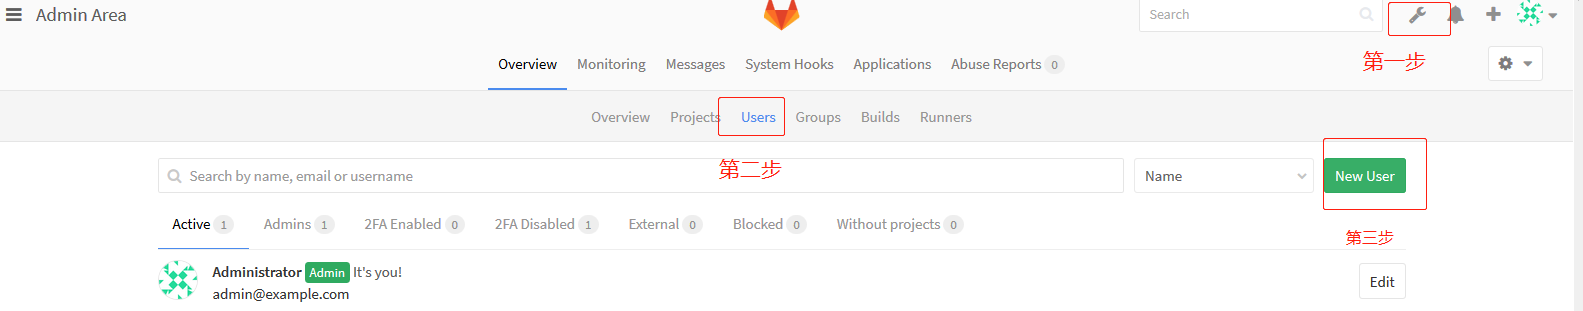 Admin Area
Search
第一步
Overview Monitoring Messages System Hooks Applications Abuse Reports 0
Overview Projects Users Groups Builds Runners
第二步
Search by name, email or username
Name
New User
第三步
Active 1 Admins 1 2FA Enabled 0 2FA Disabled 1 External 0 Blocked 0 Without projects 0
Administrator Admin It's you!
admin@example.com
Edit